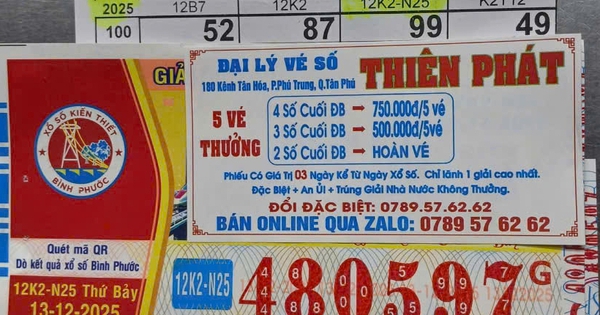 2025 12B7 12K2 12K2-N25 K2T12
100 52 87 99 49
GIẢ
XỔ SỐ KIẾN THIẾT
BÌNH PHƯỚC
Quét mã QR
Dò kết quả xổ số Bình Phước
12K2-N25 Thứ Bảy
13-12-2025
ĐẠI LÝ VÉ SỐ THIÊN PHÁT
180 Kênh Tân Hóa, P.Phú Trung, Q.Tân Phú
5 VÉ THƯỞNG
4 Số Cuối ĐB → 750.000đ/5 vé
3 Số Cuối ĐB → 500.000đ/5 vé
2 Số Cuối ĐB → HOÀN VÉ
Phiếu Có Giá Trị 03 Ngày Kể Từ Ngày Xổ Số. Chỉ lãnh 1 giải cao nhất.
Đặc Biệt + An Ủi + Trúng Giải Nhà Nước Không Thưởng.
ĐỔI ĐẶC BIỆT: 0789.57.62.62
BÁN ONLINE QUA ZALO: 0789 57 62 62
12K2-N25 480597 G